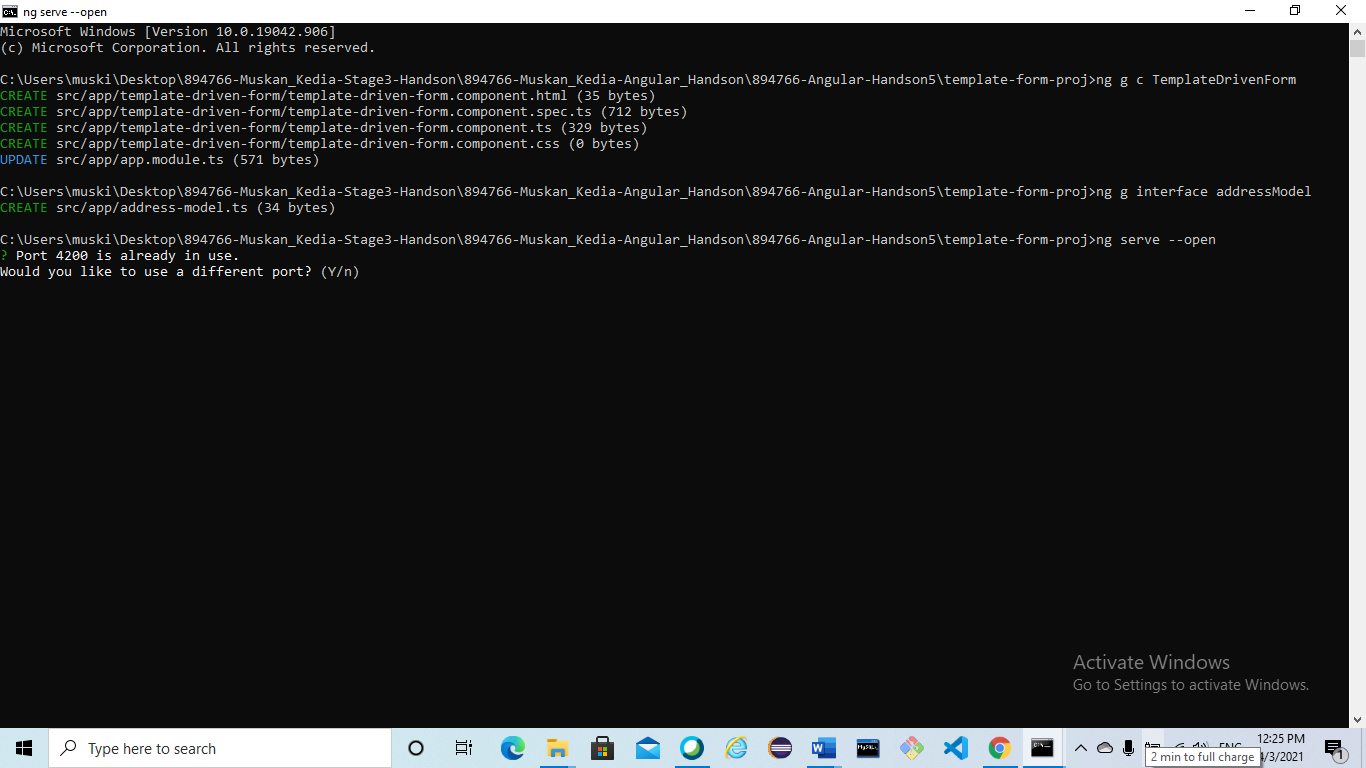 ng serve --open
Microsoft Windows [Version 10.0.19042.906]
(c) Microsoft Corporation. All rights reserved.
C:\Users\muski\Desktop\894766-Muskan_Kedia-Stage3-Handson\894766-Muskan_Kedia-Angular_Handson\894766-Angular-Handson5\template-form-proj>ng g c TemplateDrivenForm
CREATE src/app/template-driven-form/template-driven-form.component.html (35 bytes)
CREATE src/app/template-driven-form/template-driven-form.component.spec.ts (712 bytes)
CREATE src/app/template-driven-form/template-driven-form.component.ts (329 bytes)
CREATE src/app/template-driven-form/template-driven-form.component.css (0 bytes)
UPDATE src/app/app.module.ts (571 bytes)
C:\Users\muski\Desktop\894766-Muskan_Kedia-Stage3-Handson\894766-Muskan_Kedia-Angular_Handson\894766-Angular-Handson5\template-form-proj>ng g interface addressModel
CREATE src/app/address-model.ts (34 bytes)
C:\Users\muski\Desktop\894766-Muskan_Kedia-Stage3-Handson\894766-Muskan_Kedia-Angular_Handson\894766-Angular-Handson5\template-form-proj>ng serve --open
? Port 4200 is already in use.
Would you like to use a different port? (Y/n)
Activate Windows
Go to Settings to activate Windows.
Type here to search
12:25 PM
4/3/2021
2 min to full charge
1